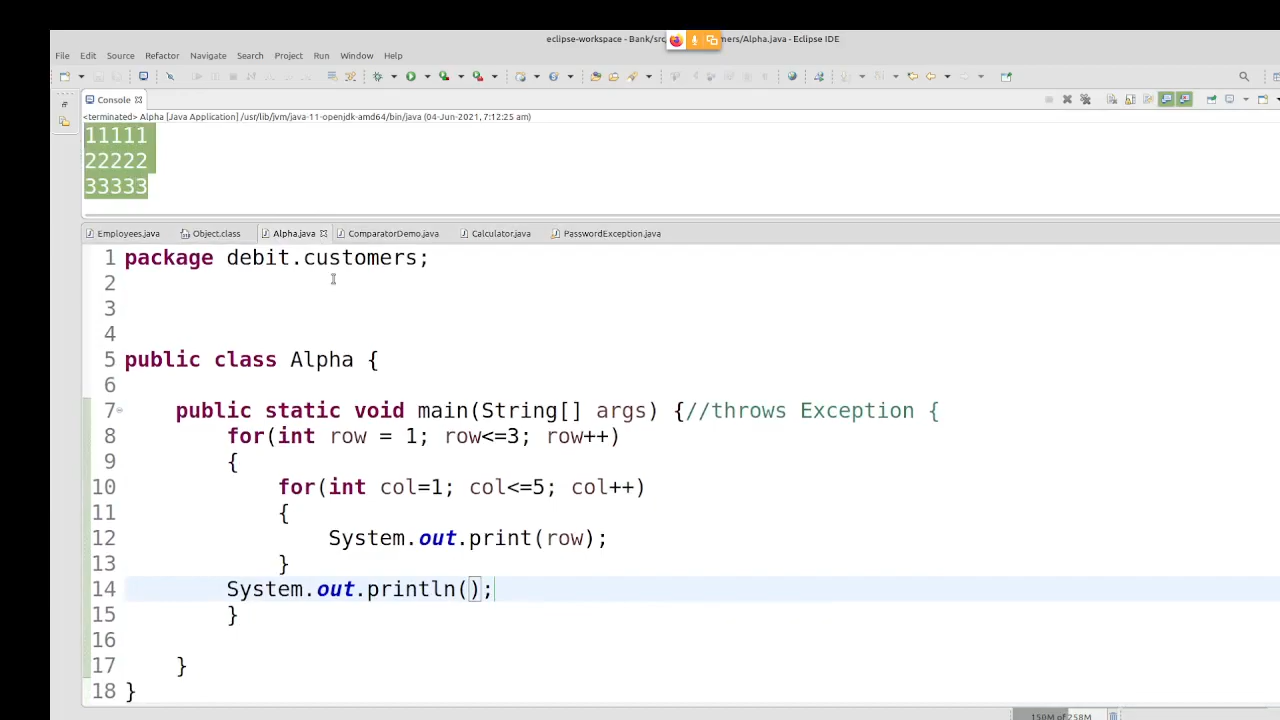 eclipse-workspace - Bank/src mers/Alpha.java - Eclipse IDE
File Edit Source Refactor Navigate Search Project Run Window Help
Console
<terminated> Alpha [Java Application] /usr/lib/jvm/java-11-openjdk-amd64/bin/java (04-Jun-2021, 7:12:25 am)
11111
22222
33333
Employees.java Object.class Alpha.java ComparatorDemo.java Calculator.java PasswordException.java
1 package debit.customers;
2
3
4
5 public class Alpha {
6
7 public static void main(String[] args) {//throws Exception {
8 for(int row = 1; row<=3; row++)
9 {
10 for(int col=1; col<=5; col++)
11 {
12 System.out.print(row);
13 }
14 System.out.println();
15 }
16
17 }
18 }
150M of 258M